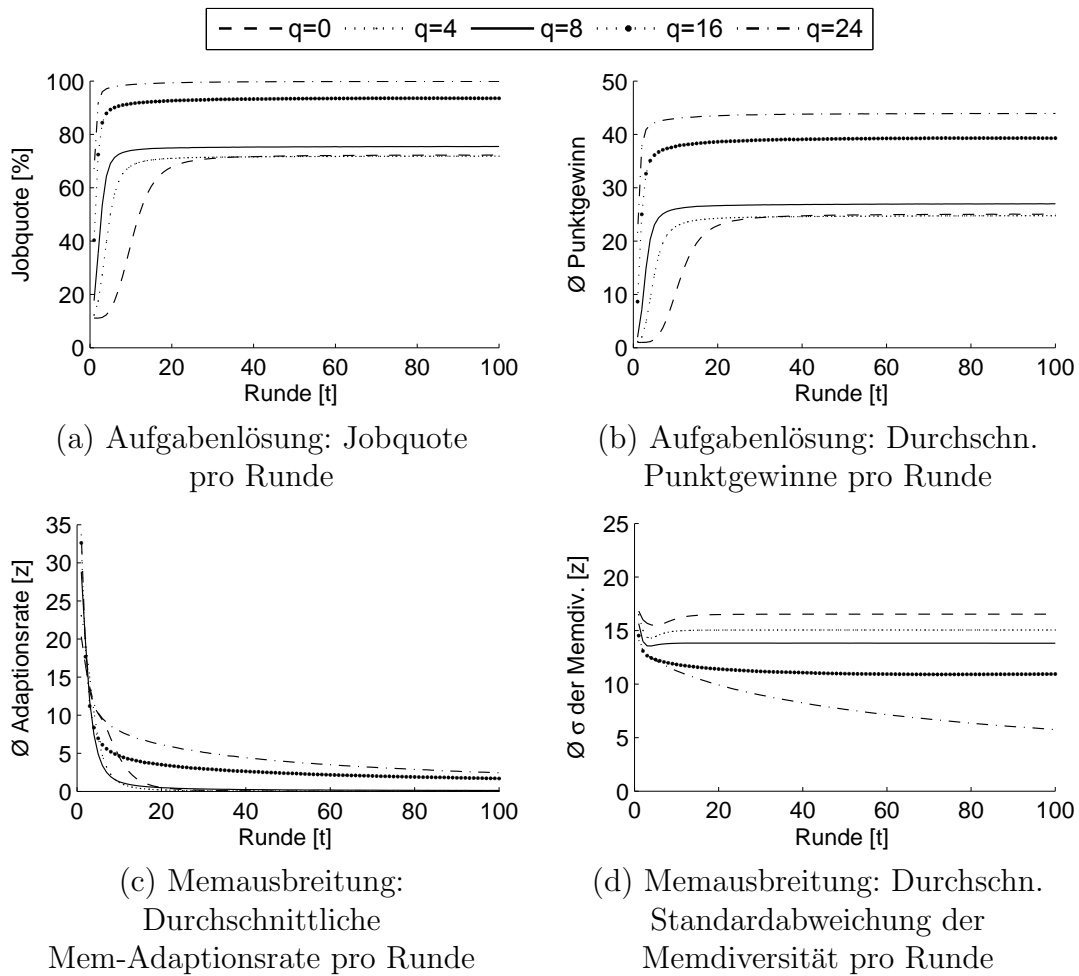 q=0 q=4 q=8 q=16 q=24
100
80
60
40
20
0
Jobquote [%]
0 20 40 60 80 100
Runde [t]
(a) Aufgabenlösung: Jobquote
pro Runde
50
40
30
20
10
0
Ø Punktgewinn
0 20 40 60 80 100
Runde [t]
(b) Aufgabenlösung: Durchschn.
Punktgewinne pro Runde
35
30
25
20
15
10
5
0
Ø Adaptionsrate [z]
0 20 40 60 80 100
Runde [t]
(c) Memausbreitung:
Durchschnittliche
Mem-Adaptionsrate pro Runde
25
20
15
10
5
0
Ø σ der Memdiv. [z]
0 20 40 60 80 100
Runde [t]
(d) Memausbreitung: Durchschn.
Standardabweichung der
Memdiversität pro Runde